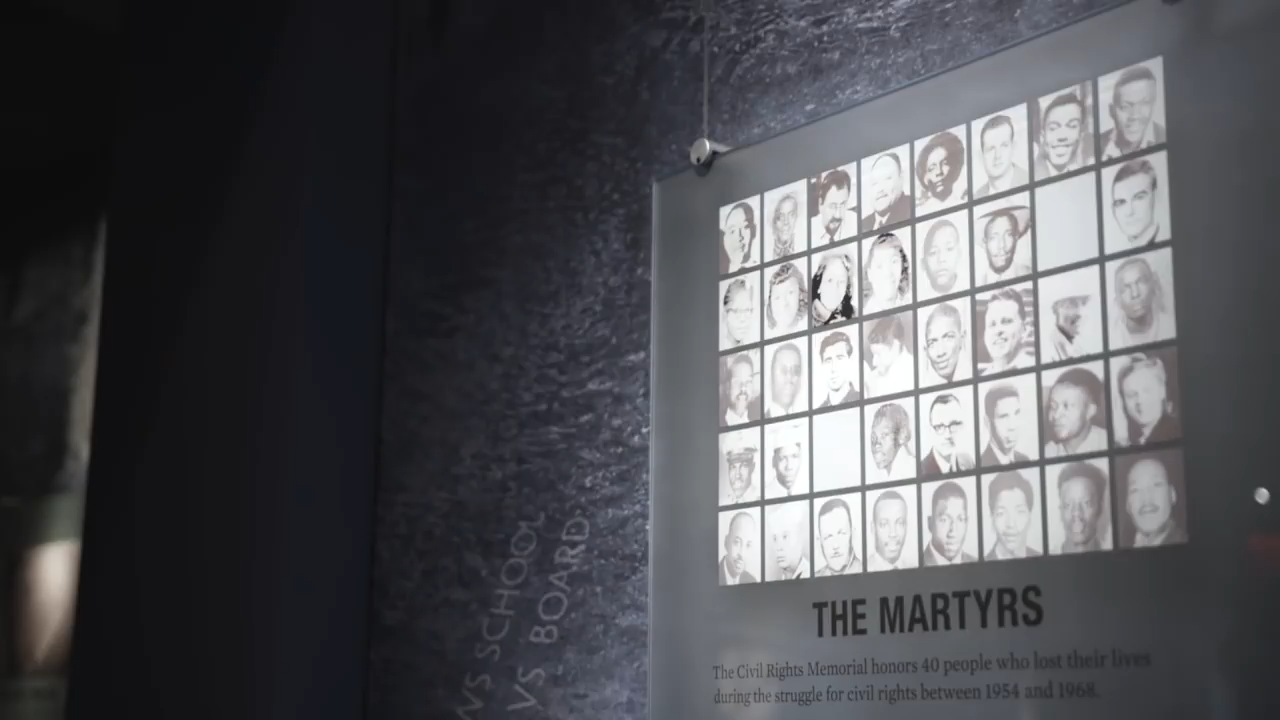 WS SCHOOL
VS BOARD
THE MARTYRS
The Civil Rights Memorial honors 40 people who lost their lives
during the struggle for civil rights between 1954 and 1968.